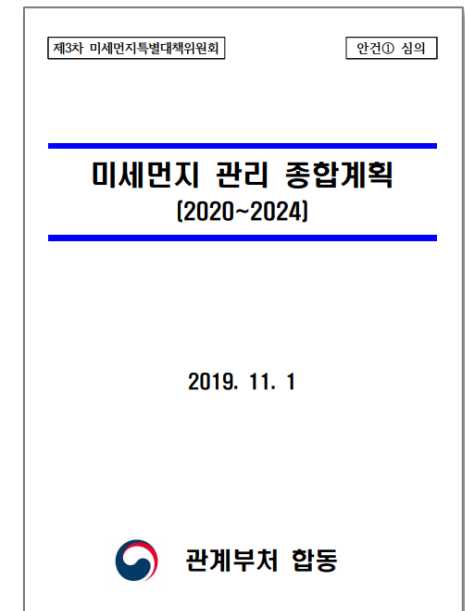 제3차 미세먼지특별대책위원회
안건① 심의
미세먼지 관리 종합계획
(2020~2024)
2019. 11. 1
관계부처 합동